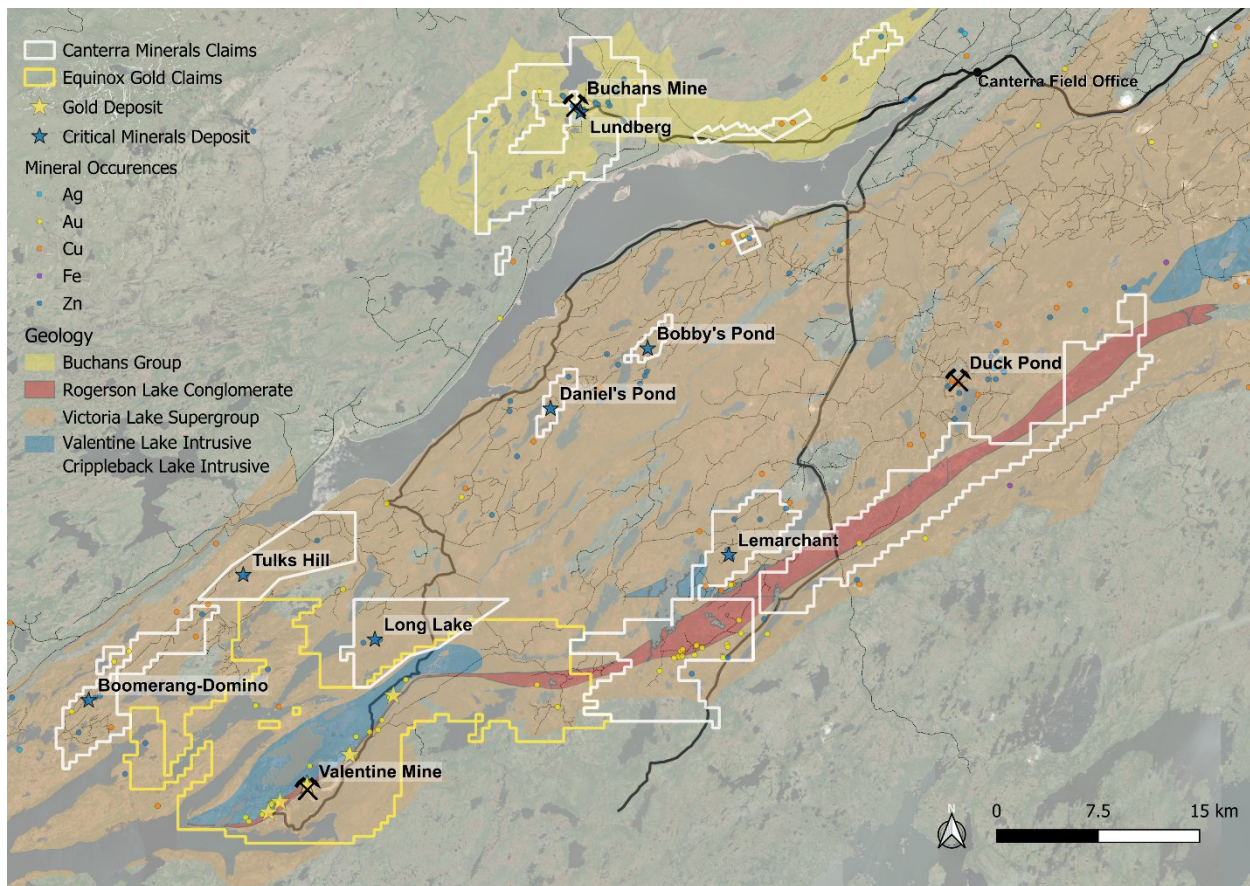 Canterra Minerals Claims
Equinox Gold Claims
Gold Deposit
Critical Minerals Deposit
Mineral Occurences
Ag
Au
Cu
Fe
Zn
Geology
Buchans Group
Rogerson Lake Conglomerate
Victoria Lake Supergroup
Valentine Lake Intrusive
Crippleback Lake Intrusive
Buchans Mine
Lundberg
Canterra Field Office
Bobby's Pond
Daniel's Pond
Duck Pond
Lemarchant
Tulks Hill
Long Lake
Boomerang-Domino
Valentine Mine
N
0 7.5 15 km